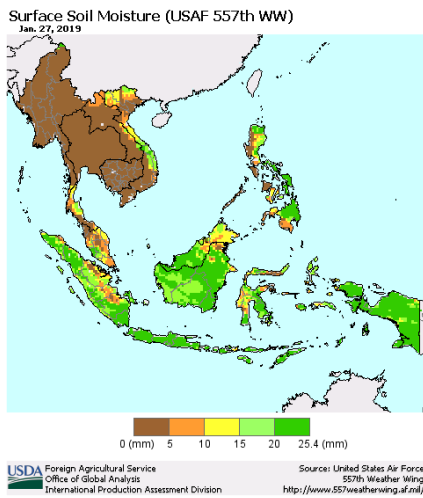 Surface Soil Moisture (USAF 557th WW)
Jan. 27, 2019
0 (mm) 5 10 15 20 25.4 (mm)
USDA Foreign Agricultural Service
Office of Global Analysis
International Production Assessment Division
Source: United States Air Force
557th Weather Wing
http://www.557weatherwing.af.mil/